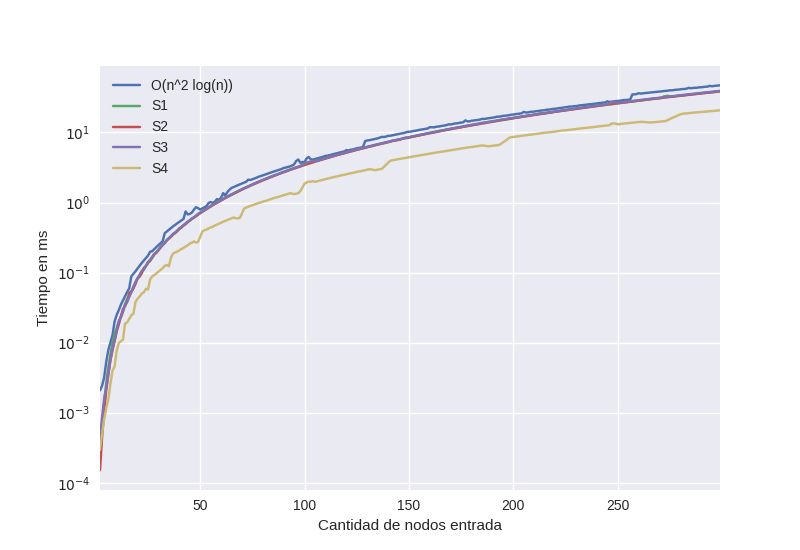 O(n^2 log(n))
S1
S2
S3
S4
10^1
10^0
10^−1
10^−2
10^−3
10^−4
Tiempo en ms
50 100 150 200 250
Cantidad de nodos entrada